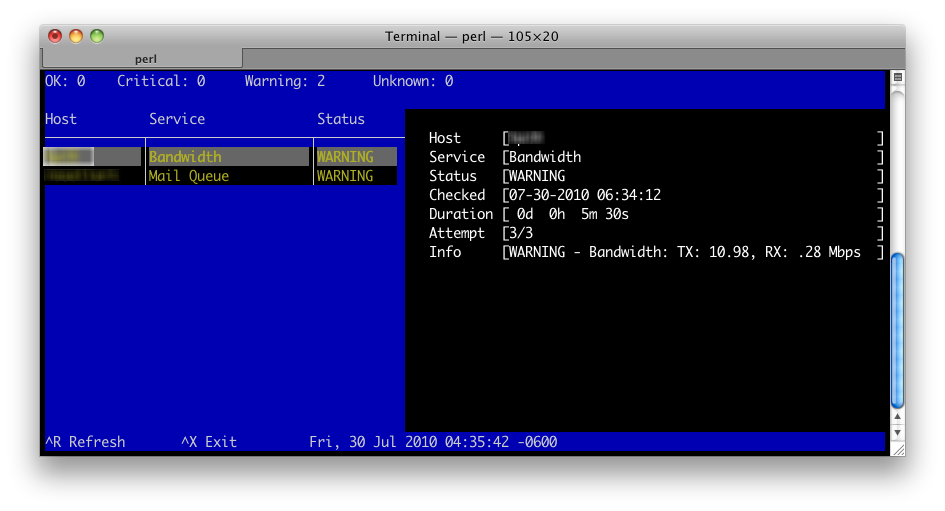 Terminal — perl — 105×20
perl
OK: 0 Critical: 0 Warning: 2 Unknown: 0
Host Service Status
Bandwidth WARNING
Mail Queue WARNING
Host [ ]
Service [Bandwidth ]
Status [WARNING ]
Checked [07-30-2010 06:34:12 ]
Duration [ 0d 0h 5m 30s ]
Attempt [3/3 ]
Info [WARNING - Bandwidth: TX: 10.98, RX: .28 Mbps ]
^R Refresh ^X Exit Fri, 30 Jul 2010 04:35:42 -0600